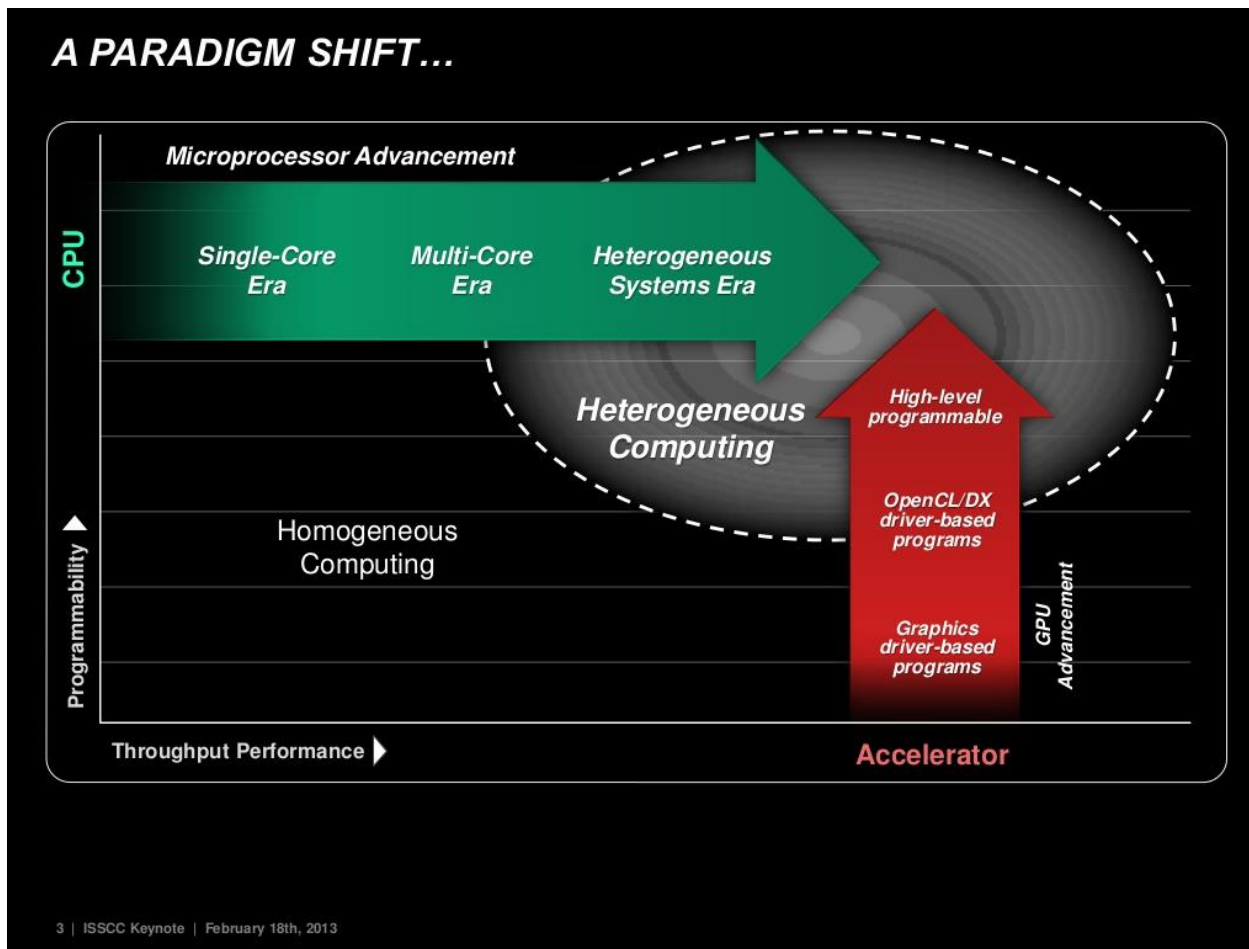 A PARADIGM SHIFT…
Microprocessor Advancement
CPU
Single-Core
Era
Multi-Core
Era
Heterogeneous
Systems Era
Heterogeneous
Computing
High-level
programmable
OpenCL/DX
driver-based
programs
Graphics
driver-based
programs
GPU
Advancement
Homogeneous
Computing
Programmability
Throughput Performance
Accelerator
3 | ISSCC Keynote | February 18th, 2013